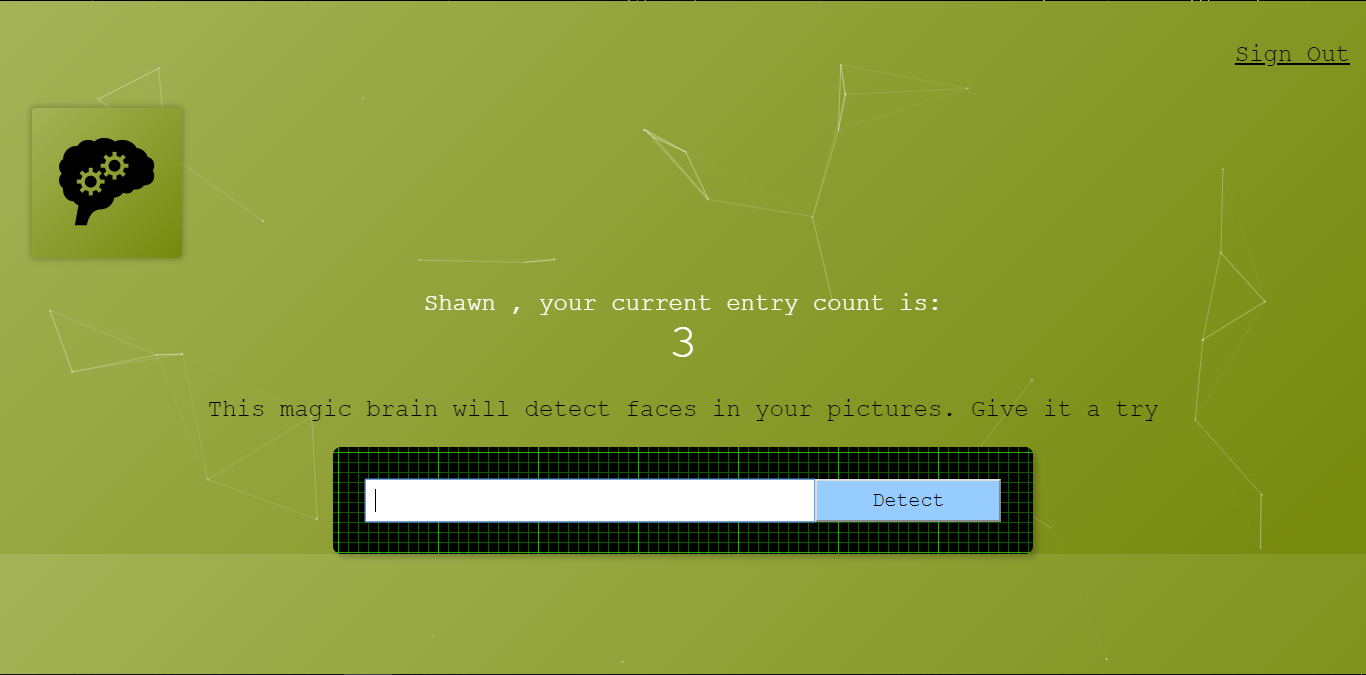 Sign Out
Shawn , your current entry count is:
3
This magic brain will detect faces in your pictures. Give it a try
Detect